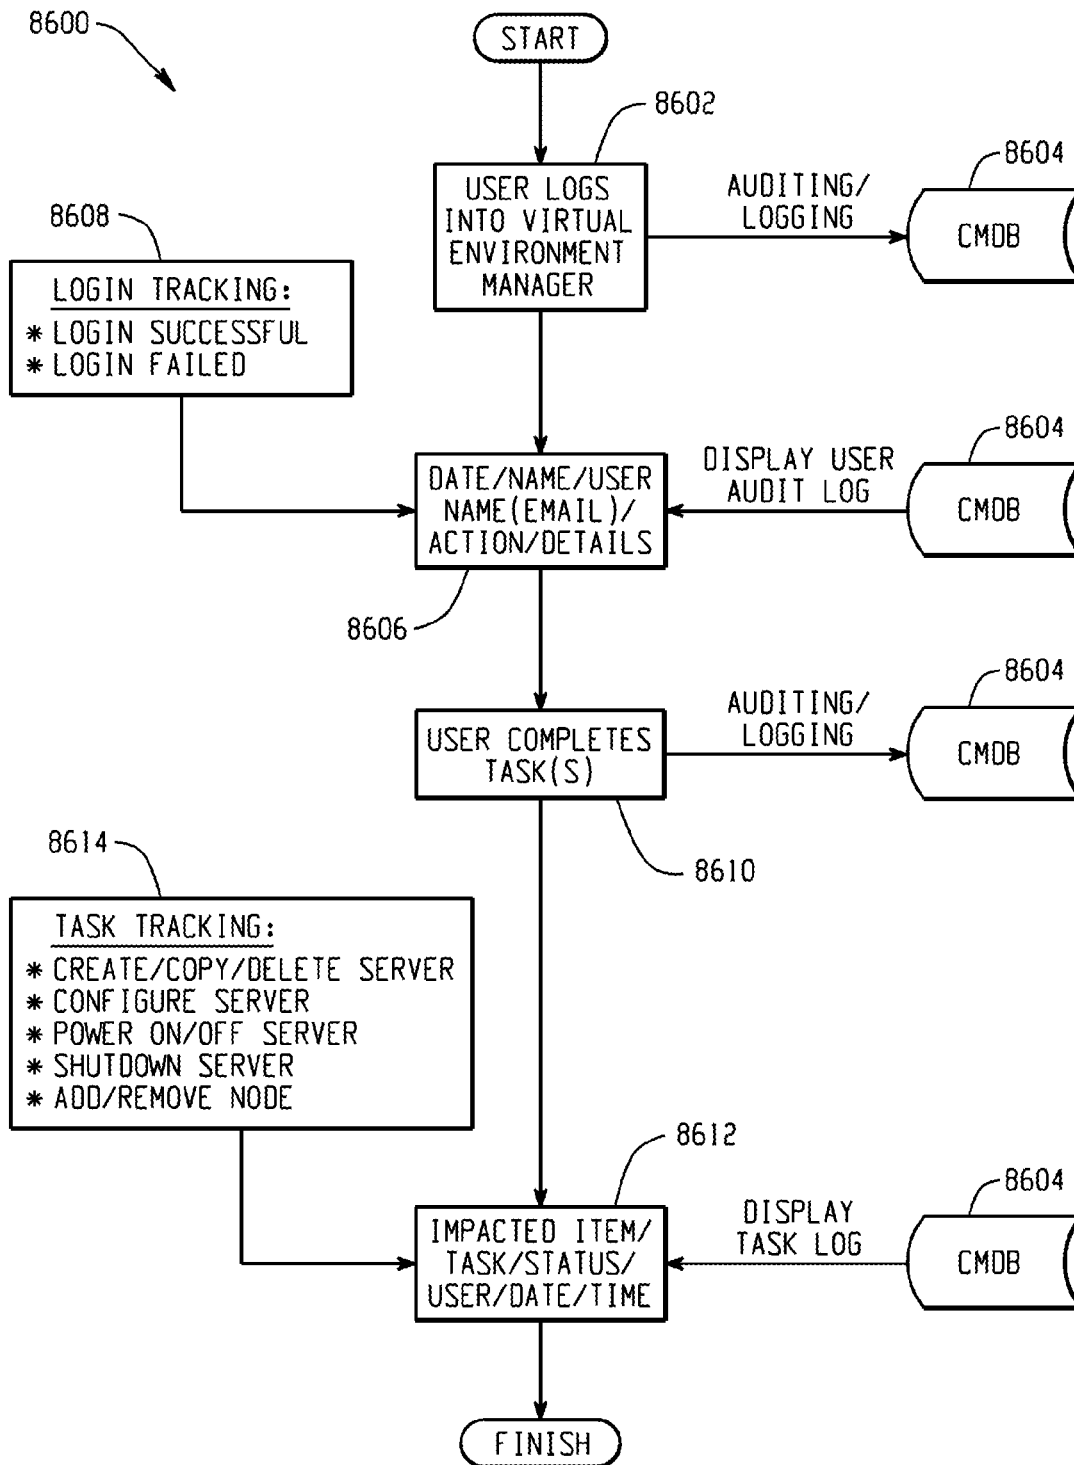 8600
START
8602
USER LOGS
INTO VIRTUAL
ENVIRONMENT
MANAGER
AUDITING/
LOGGING
8604
CMDB
8608
LOGIN TRACKING:
* LOGIN SUCCESSFUL
* LOGIN FAILED
DATE/NAME/USER
NAME(EMAIL)/
ACTION/DETAILS
8606
DISPLAY USER
AUDIT LOG
8604
CMDB
USER COMPLETES
TASK(S)
8610
AUDITING/
LOGGING
8604
CMDB
8614
TASK TRACKING:
* CREATE/COPY/DELETE SERVER
* CONFIGURE SERVER
* POWER ON/OFF SERVER
* SHUTDOWN SERVER
* ADD/REMOVE NODE
8612
IMPACTED ITEM/
TASK/STATUS/
USER/DATE/TIME
DISPLAY
TASK LOG
8604
CMDB
FINISH